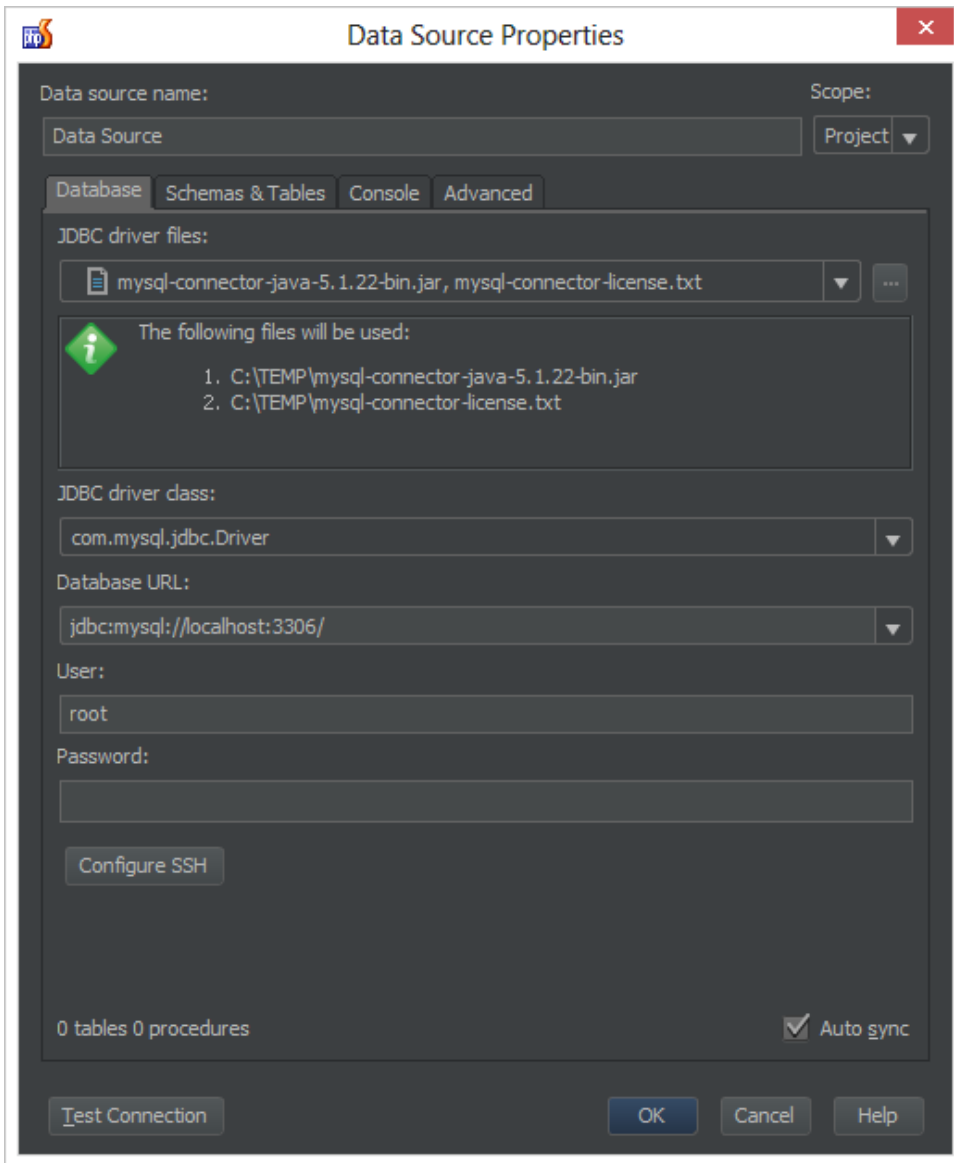 Data Source Properties
Data source name:
Scope:
Data Source
Project
Database Schemas & Tables Console Advanced
JDBC driver files:
mysql-connector-java-5.1.22-bin.jar, mysql-connector-license.txt
...
The following files will be used:
1. C:\TEMP\mysql-connector-java-5.1.22-bin.jar
2. C:\TEMP\mysql-connector-license.txt
JDBC driver class:
com.mysql.jdbc.Driver
Database URL:
jdbc:mysql://localhost:3306/
User:
root
Password:
Configure SSH
0 tables 0 procedures
Auto sync
Test Connection
OK
Cancel
Help